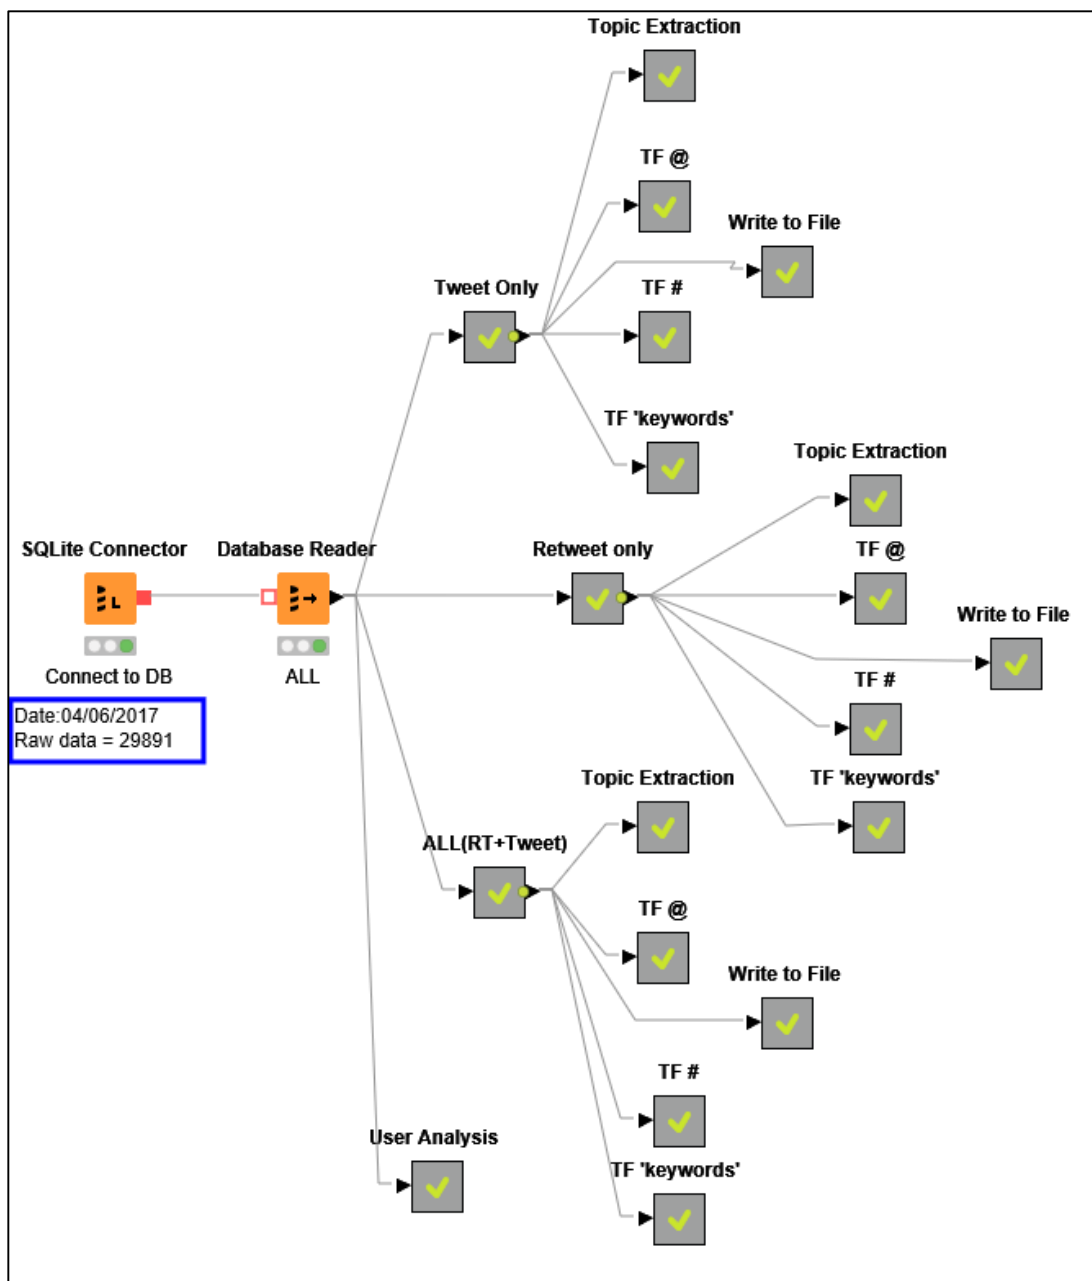 Topic Extraction
TF @
Write to File
Tweet Only
TF #
TF 'keywords'
Topic Extraction
SQLite Connector
Database Reader
Retweet only
TF @
L
Write to File
Connect to DB
ALL
TF #
Date:04/06/2017
Raw data = 29891
Topic Extraction
TF 'keywords'
ALL(RT+Tweet)
TF @
Write to File
TF #
User Analysis
TF 'keywords'